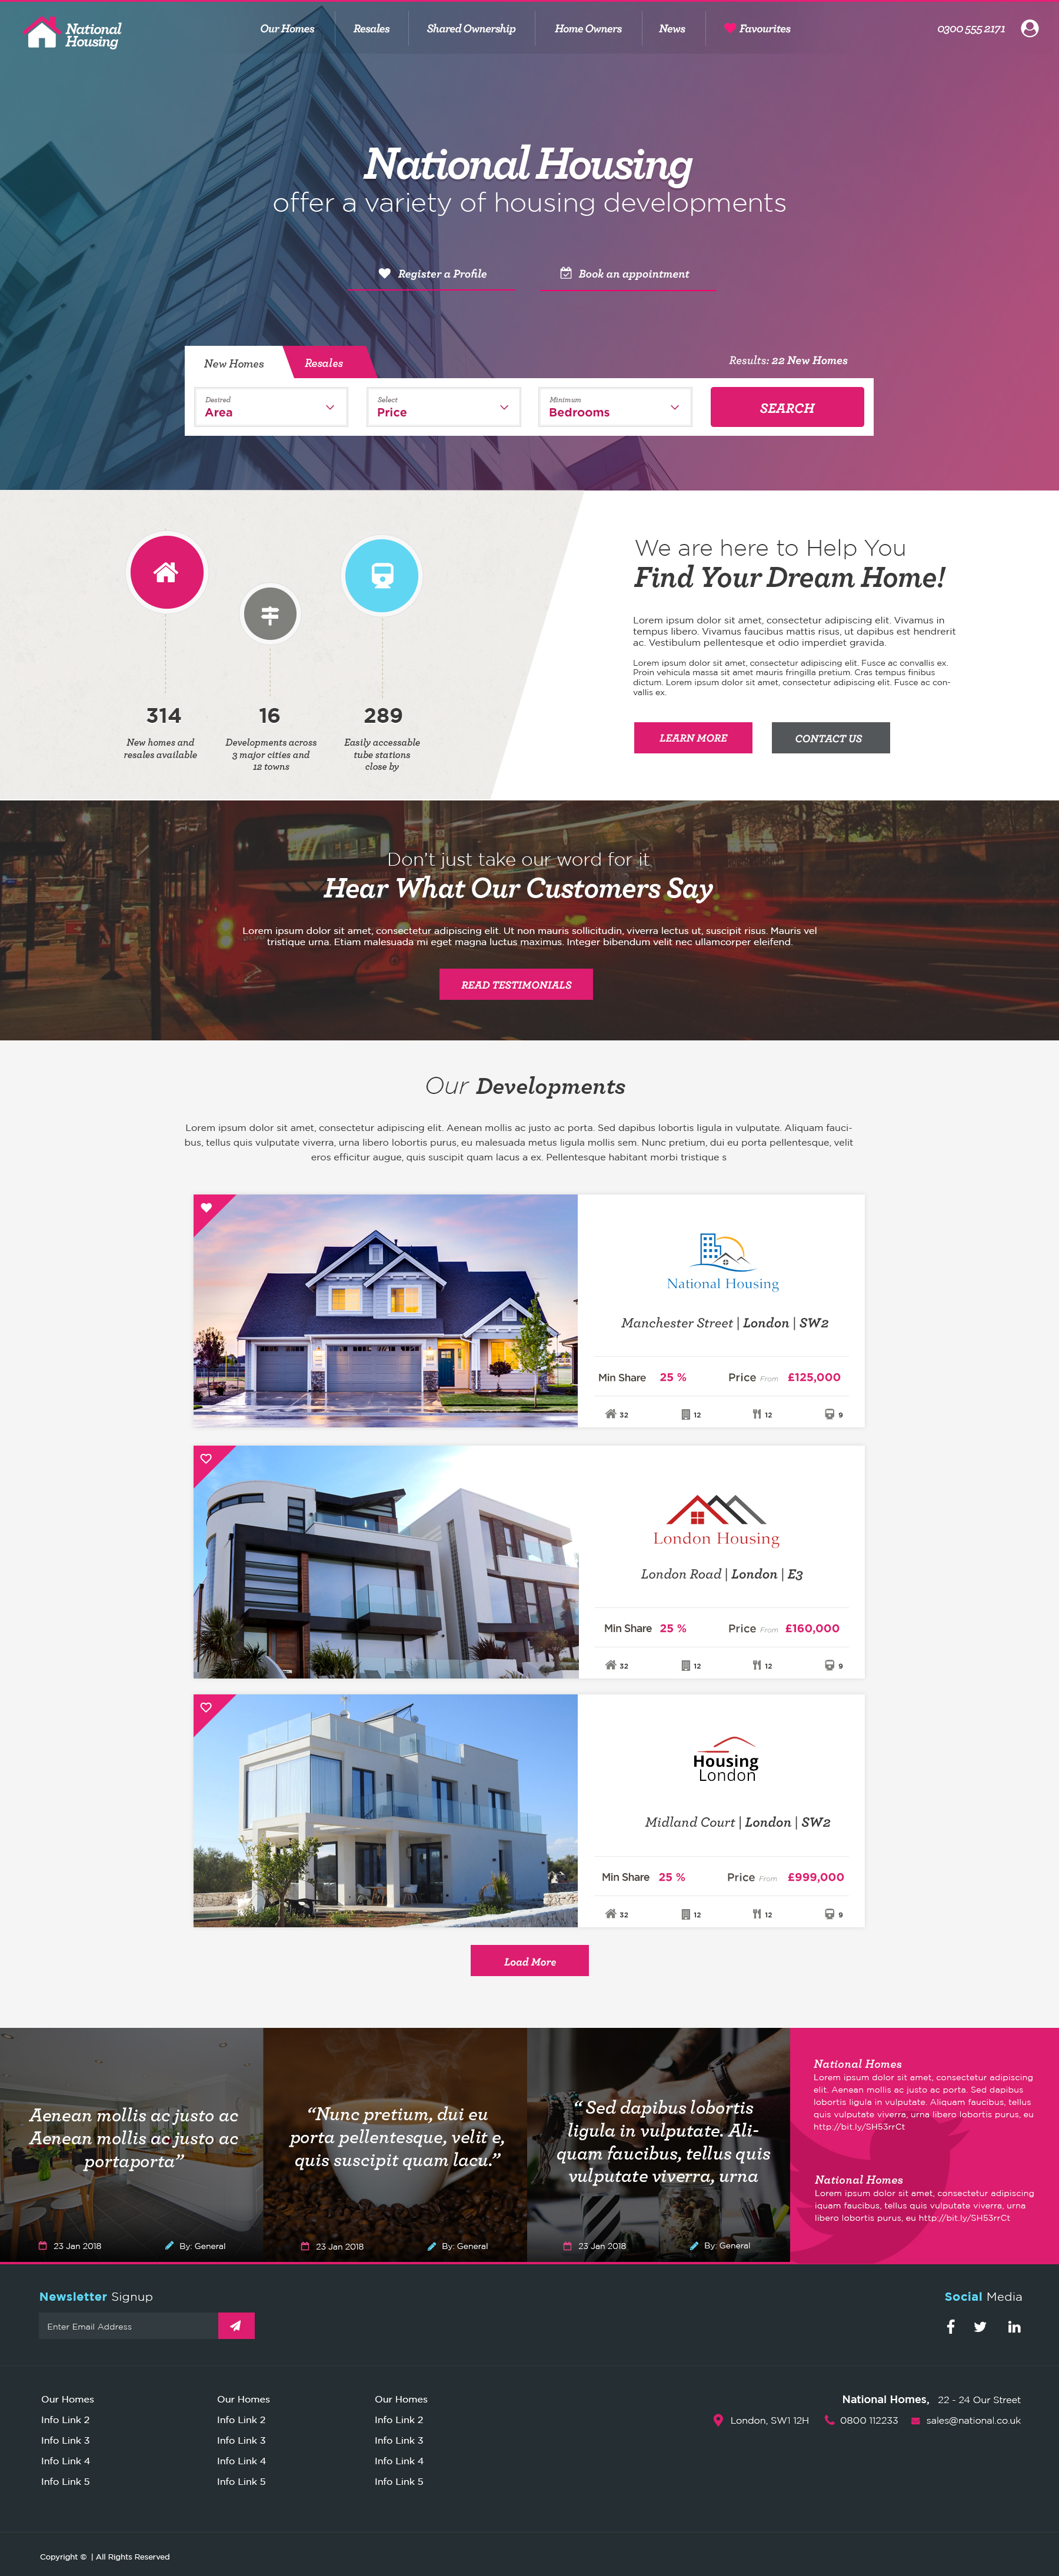 National
Housing
Our Homes
Resales
Shared Ownership
Home Owners
News
Favourites
0300 555 2171
National Housing
offer a variety of housing developments
Register a Profile
Book an appointment
New Homes
Resales
Results: 22 New Homes
Desired
Area
Select
Price
Minimum
Bedrooms
SEARCH
314
New homes and
resales available
16
Developments across
3 major cities and
12 towns
289
Easily accessable
tube stations
close by
We are here to Help You
Find Your Dream Home!
Lorem ipsum dolor sit amet, consectetur adipiscing elit. Vivamus in
tempus libero. Vivamus faucibus mattis risus, ut dapibus est hendrerit
ac. Vestibulum pellentesque et odio imperdiet gravida.
Lorem ipsum dolor sit amet, consectetur adipiscing elit. Fusce ac convallis ex.
Proin vehicula massa sit amet mauris fringilla pretium. Cras tempus finibus
dictum. Lorem ipsum dolor sit amet, consectetur adipiscing elit. Fusce ac con-
vallis ex.
LEARN MORE
CONTACT US
Don't just take our word for it
Hear What Our Customers Say
Lorem ipsum dolor sit amet, consectetur adipiscing elit. Ut non mauris sollicitudin, viverra lectus ut, suscipit risus. Mauris vel
tristique urna. Etiam malesuada mi eget magna luctus maximus. Integer bibendum velit nec ullamcorper eleifend.
READ TESTIMONIALS
Our Developments
Lorem ipsum dolor sit amet, consectetur adipiscing elit. Aenean mollis ac justo ac porta. Sed dapibus lobortis ligula in vulputate. Aliquam fauci-
bus, tellus quis vulputate viverra, urna libero lobortis purus, eu malesuada metus ligula mollis sem. Nunc pretium, dui eu porta pellentesque, velit
eros efficitur augue, quis suscipit quam lacus a ex. Pellentesque habitant morbi tristique s
National Housing
Manchester Street | London | SW2
Min Share 25 %
Price From £125,000
32
12
12
9
London Housing
London Road | London | E3
Min Share 25 %
Price From £160,000
32
12
12
9
Housing
London
Midland Court | London | SW2
Min Share 25 %
Price From £999,000
32
12
12
9
Load More
Aenean mollis ac justo ac
Aenean mollis ac justo ac
portaporta”
23 Jan 2018
By: General
“Nunc pretium, dui eu
porta pellentesque, velit e,
quis suscipit quam lacu.”
23 Jan 2018
By: General
“ Sed dapibus lobortis
ligula in vulputate. Ali-
quam faucibus, tellus quis
vulputate viverra, urna
23 Jan 2018
By: General
National Homes
Lorem ipsum dolor sit amet, consectetur adipiscing
elit. Aenean mollis ac justo ac porta. Sed dapibus
lobortis ligula in vulputate. Aliquam faucibus, tellus
quis vulputate viverra, urna libero lobortis purus, eu
http://bit.ly/SH53rrCt
National Homes
Lorem ipsum dolor sit amet, consectetur adipiscing
iquam faucibus, tellus quis vulputate viverra, urna
libero lobortis purus, eu http://bit.ly/SH53rrCt
Newsletter Signup
Enter Email Address
Social Media
Our Homes
Info Link 2
Info Link 3
Info Link 4
Info Link 5
Our Homes
Info Link 2
Info Link 3
Info Link 4
Info Link 5
Our Homes
Info Link 2
Info Link 3
Info Link 4
Info Link 5
National Homes, 22 - 24 Our Street
London, SW1 12H
0800 112233
sales@national.co.uk
Copyright © | All Rights Reserved